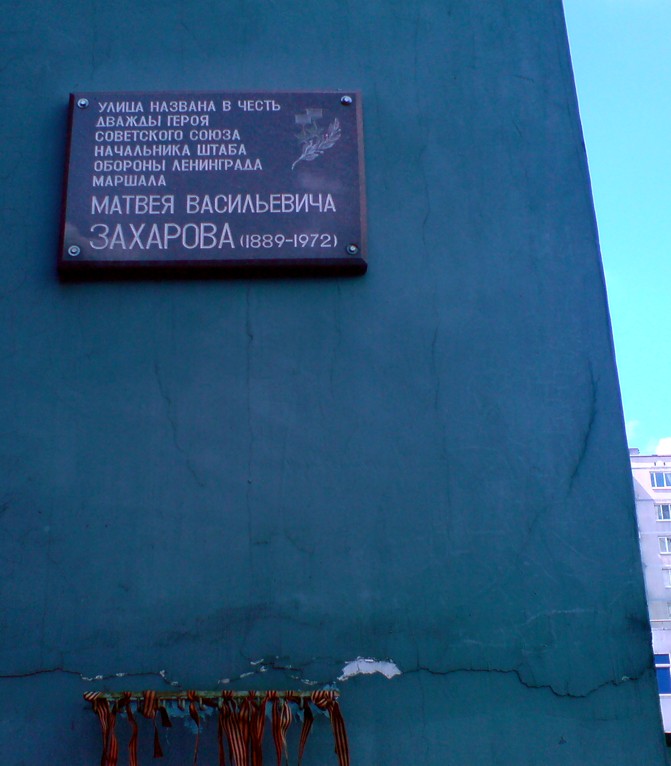 УЛИЦА НАЗВАНА В ЧЕСТЬ
ДВАЖДЫ ГЕРОЯ
СОВЕТСКОГО СОЮЗА
НАЧАЛЬНИКА ШТАБА
ОБОРОНЫ ЛЕНИНГРАДА
МАРШАЛА
МАТВЕЯ ВАСИЛЬЕВИЧА
ЗАХАРОВА (1889-1972)